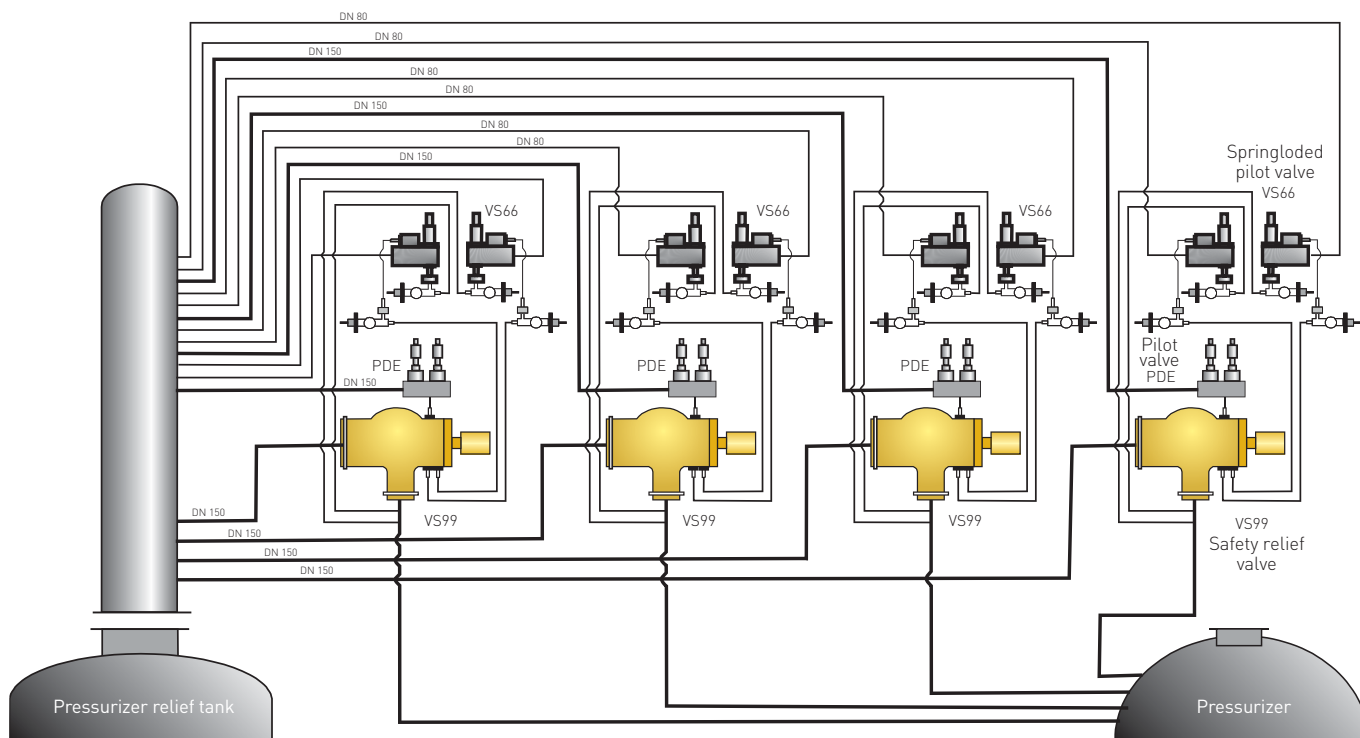 DN 80
DN 80
DN 150
DN 80
DN 80
DN 150
DN 80
DN 80
DN 150
Springloded
pilot valve
VS66
VS66
VS66
VS66
PDE
PDE
PDE
Pilot
valve
PDE
DN 150
DN 150
DN 150
DN 150
DN 150
VS99
VS99
VS99
VS99
Safety relief
valve
Pressurizer relief tank
Pressurizer